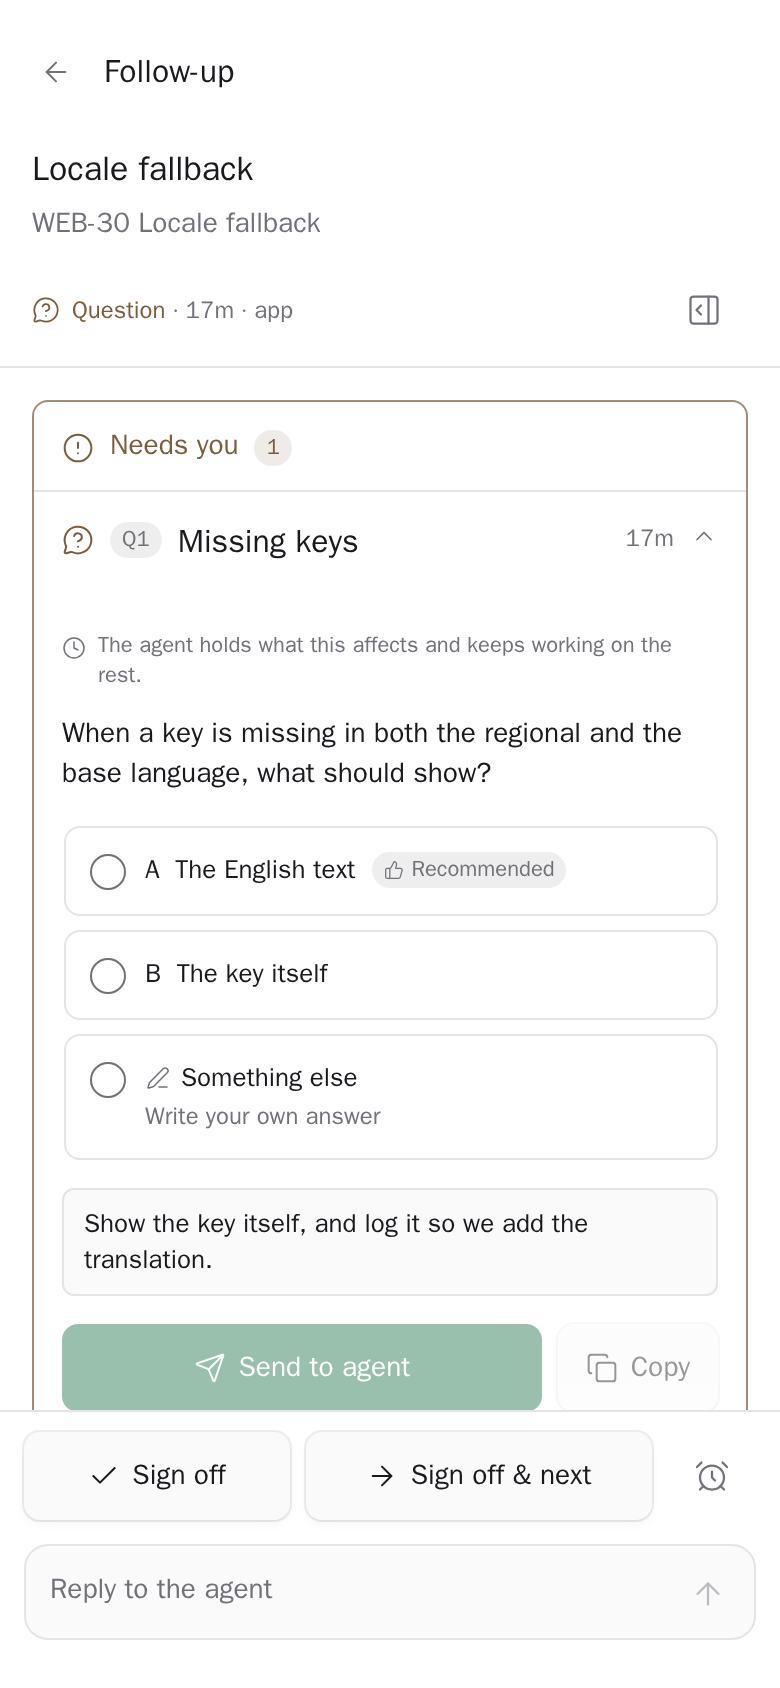 Follow-up
Locale fallback
WEB-30 Locale fallback
Question · 17m · app
Needs you 1
Q1 Missing keys 17m
The agent holds what this affects and keeps working on the
rest.
When a key is missing in both the regional and the
base language, what should show?
A The English text Recommended
B The key itself
Something else
Write your own answer
Show the key itself, and log it so we add the
translation.
Send to agent Copy
Sign off Sign off & next
Reply to the agent